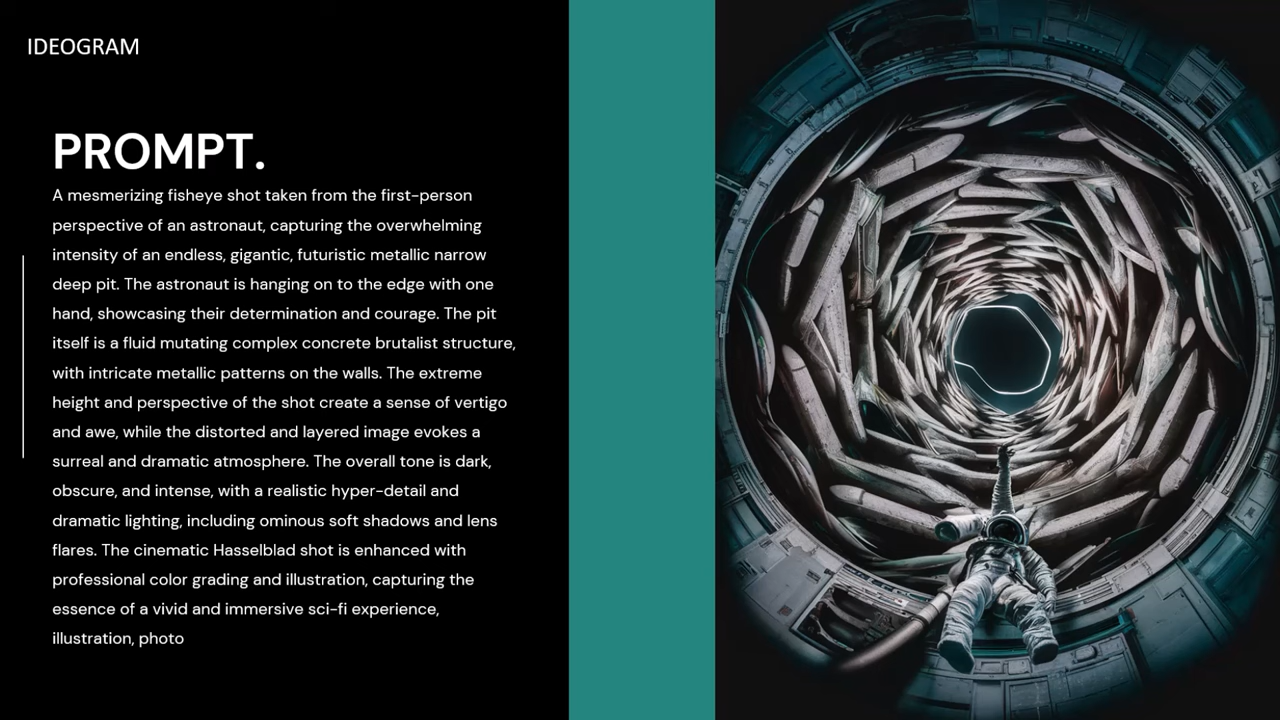 IDEOGRAM
PROMPT.
A mesmerizing fisheye shot taken from the first-person
perspective of an astronaut, capturing the overwhelming
intensity of an endless, gigantic, futuristic metallic narrow
deep pit. The astronaut is hanging on to the edge with one
hand, showcasing their determination and courage. The pit
itself is a fluid mutating complex concrete brutalist structure,
with intricate metallic patterns on the walls. The extreme
height and perspective of the shot create a sense of vertigo
and awe, while the distorted and layered image evokes a
surreal and dramatic atmosphere. The overall tone is dark,
obscure, and intense, with a realistic hyper-detail and
dramatic lighting, including ominous soft shadows and lens
flares. The cinematic Hasselblad shot is enhanced with
professional color grading and illustration, capturing the
essence of a vivid and immersive sci-fi experience,
illustration, photo